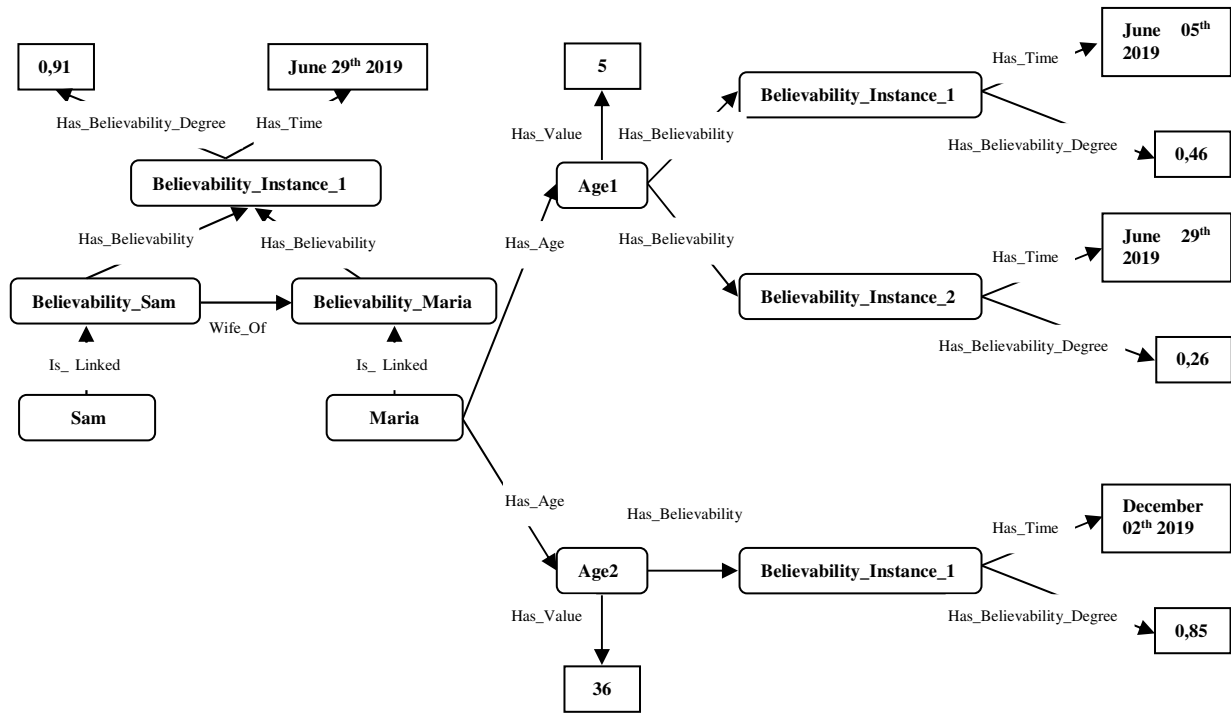 0,91
June 29th 2019
5
June 05th
2019
Has_Time
Believability_Instance_1
Has_Believability_Degree
Has_Time
Has_Value
Has_Believability
Has_Believability_Degree
0,46
Believability_Instance_1
Age1
Has_Believability
Has_Believability
Has_Age
Has_Believability
June 29th
2019
Has_Time
Believability_Sam
Wife_Of
Believability_Maria
Believability_Instance_2
Has_Believability_Degree
0,26
Is_ Linked
Is_ Linked
Sam
Maria
Has_Age
Has_Believability
December
02th 2019
Has_Time
Age2
Believability_Instance_1
Has_Value
Has_Believability_Degree
0,85
36